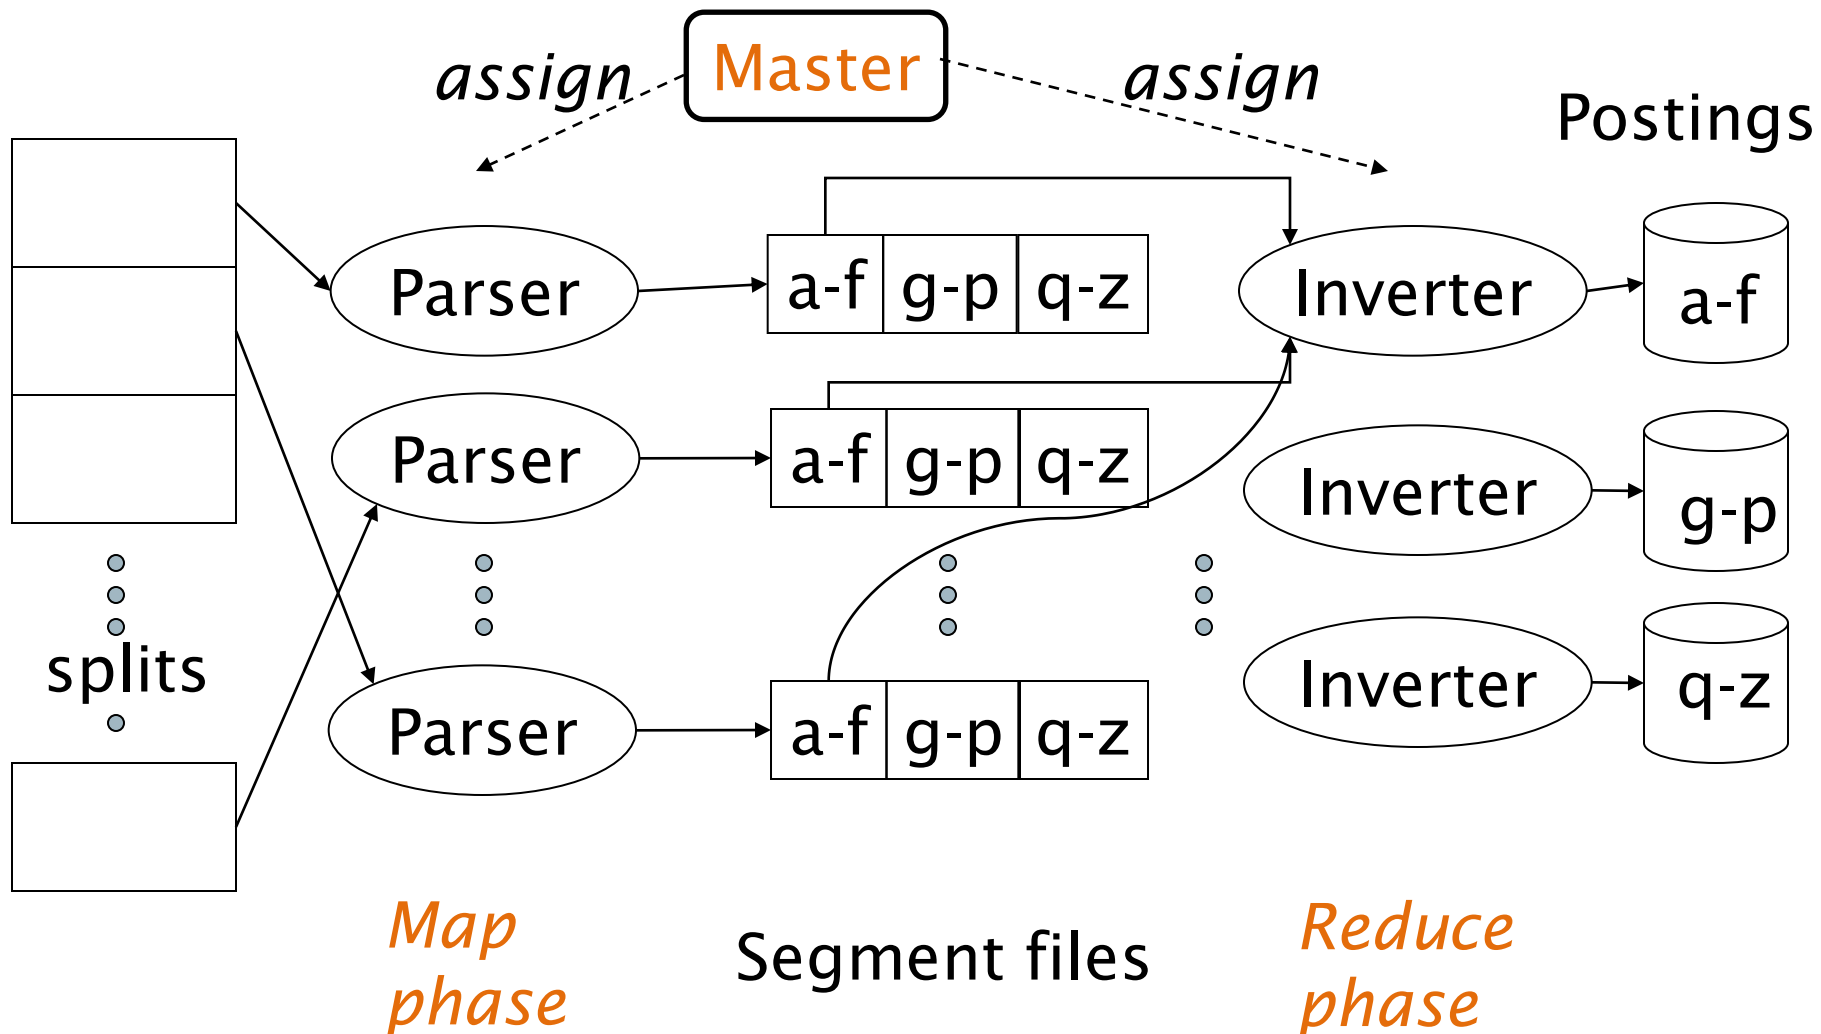 assign
Master
assign
Postings
Parser
a-f g-p q-z
Inverter
a-f
Parser
a-f g-p q-z
Inverter
g-p
splits
Parser
a-f g-p q-z
Inverter
q-z
Map
phase
Segment files
Reduce
phase